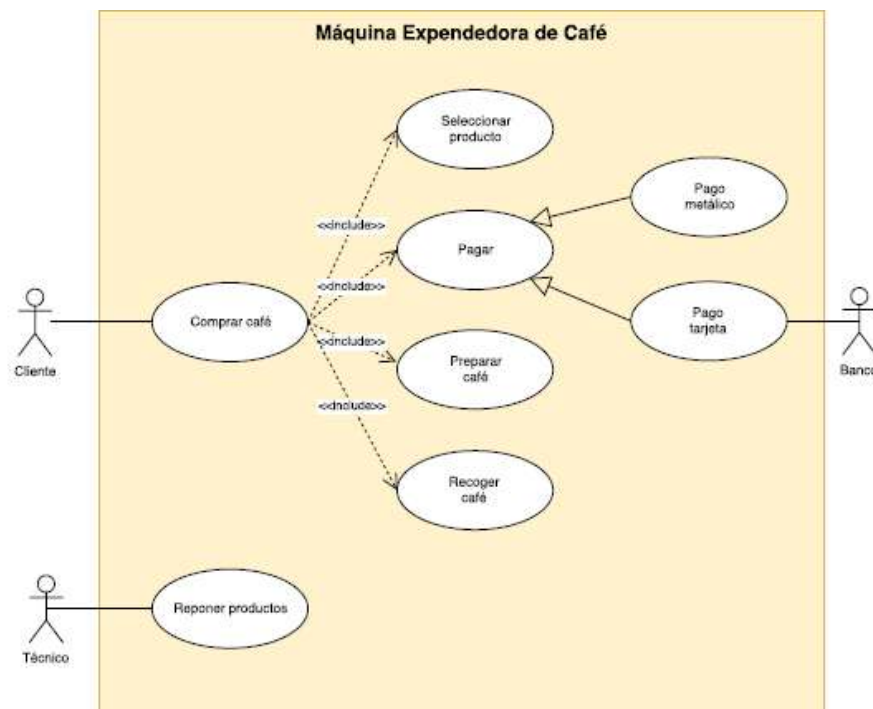 Máquina Expendedora de Café
Seleccionar
producto
Pago
metálico
<<include>>
Pagar
<<include>>
Comprar café
Pago
tarjeta
<<include>>
Cliente
Preparar
café
Banco
<<include>>
Recoger
café
Reponer productos
Técnico